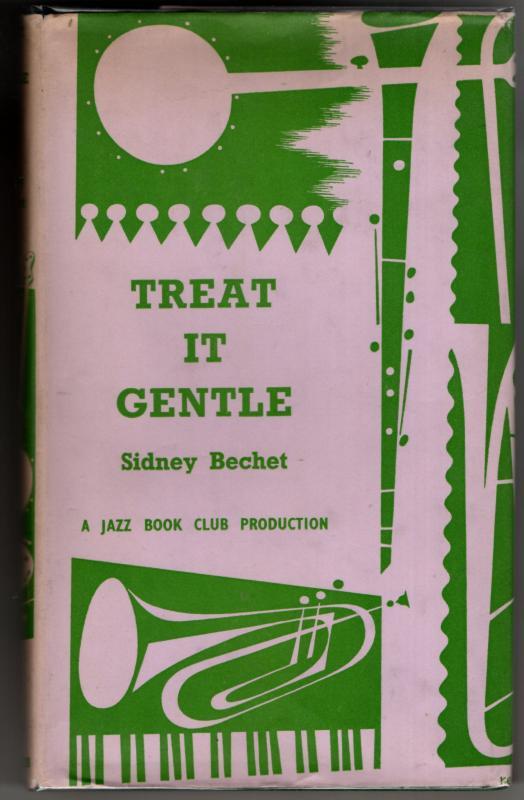 TREAT
IT
GENTLE
Sidney Bechet
A JAZZ BOOK CLUB PRODUCTION